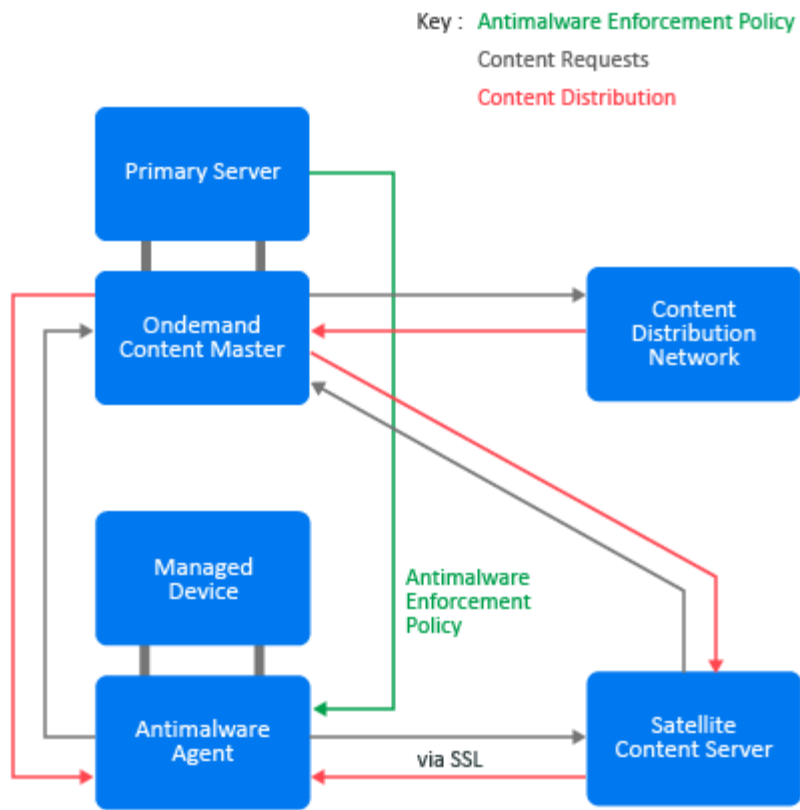 Key : Antimalware Enforcement Policy
Content Requests
Content Distribution
Primary Server
Ondemand
Content Master
Content
Distribution
Network
Managed
Device
Antimalware
Enforcement
Policy
Antimalware
Agent
via SSL
Satellite
Content Server